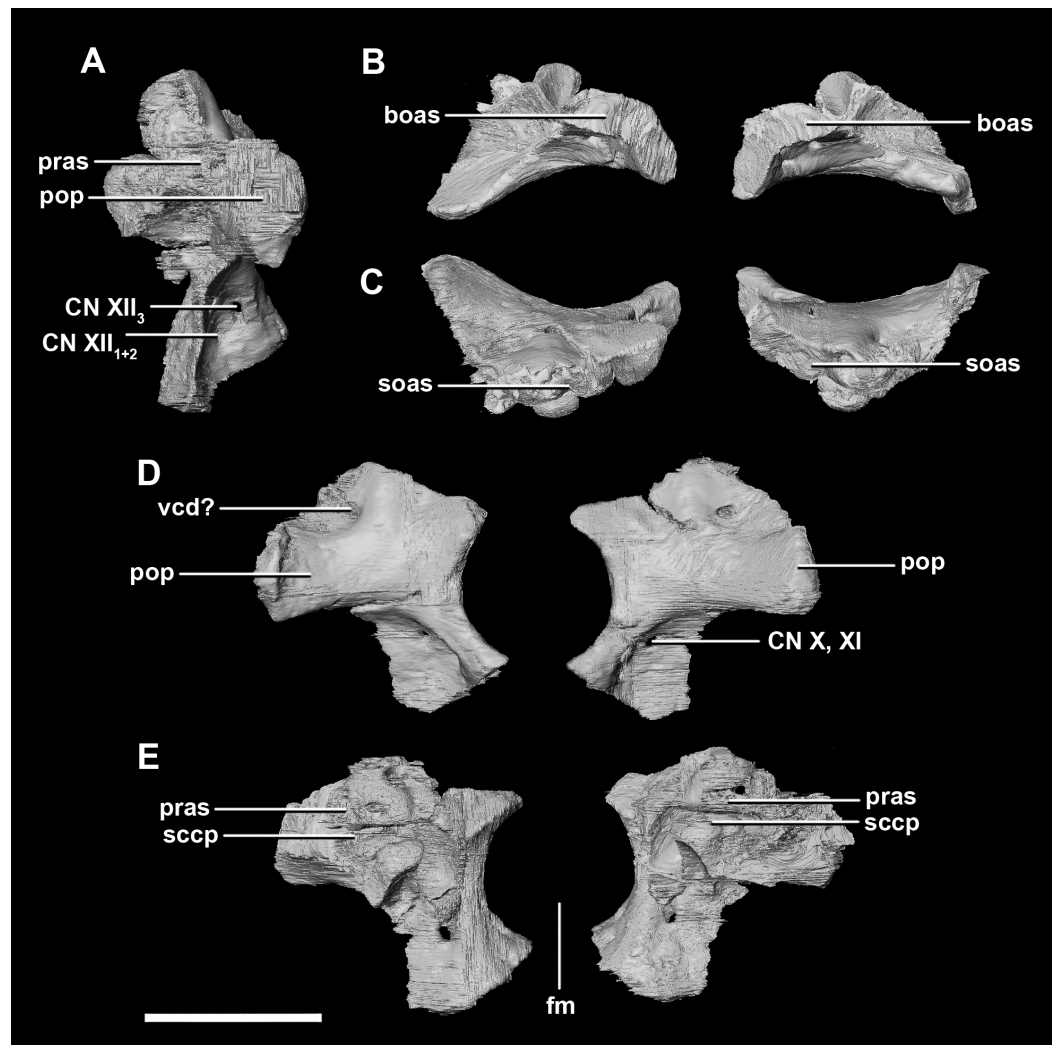 A
pras
pop
CN XII3
CN XII1+2
B
boas
boas
C
soas
soas
D
vcd?
pop
pop
CN X, XI
E
pras
sccp
pras
sccp
fm